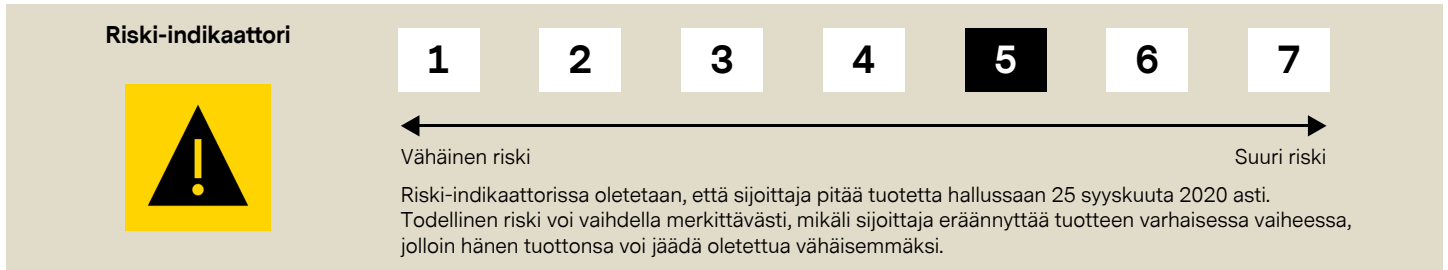 Riski-indikaattori
1 2 3 4 5 6 7
Vähäinen riski Suuri riski
Riski-indikaattorissa oletetaan, että sijoittaja pitää tuotetta hallussaan 25 syyskuuta 2020 asti.
Todellinen riski voi vaihdella merkittävästi, mikäli sijoittaja eräännyttää tuotteen varhaisessa vaiheessa,
jolloin hänen tuottonsa voi jäädä oletettua vähäisemmäksi.